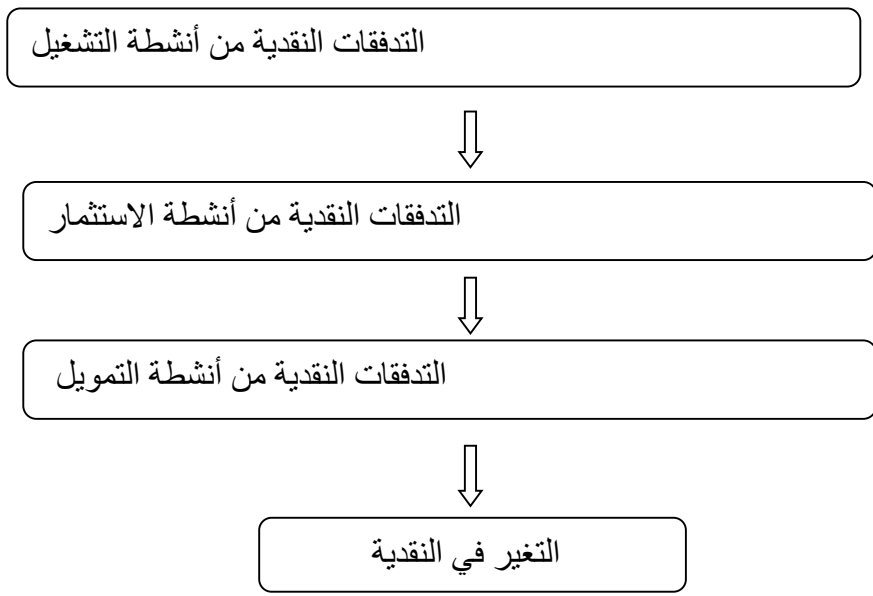 التدفقات النقدية من أنشطة التشغيل
التدفقات النقدية من أنشطة الاستثمار
التدفقات النقدية من أنشطة التمويل
التغير في النقدية